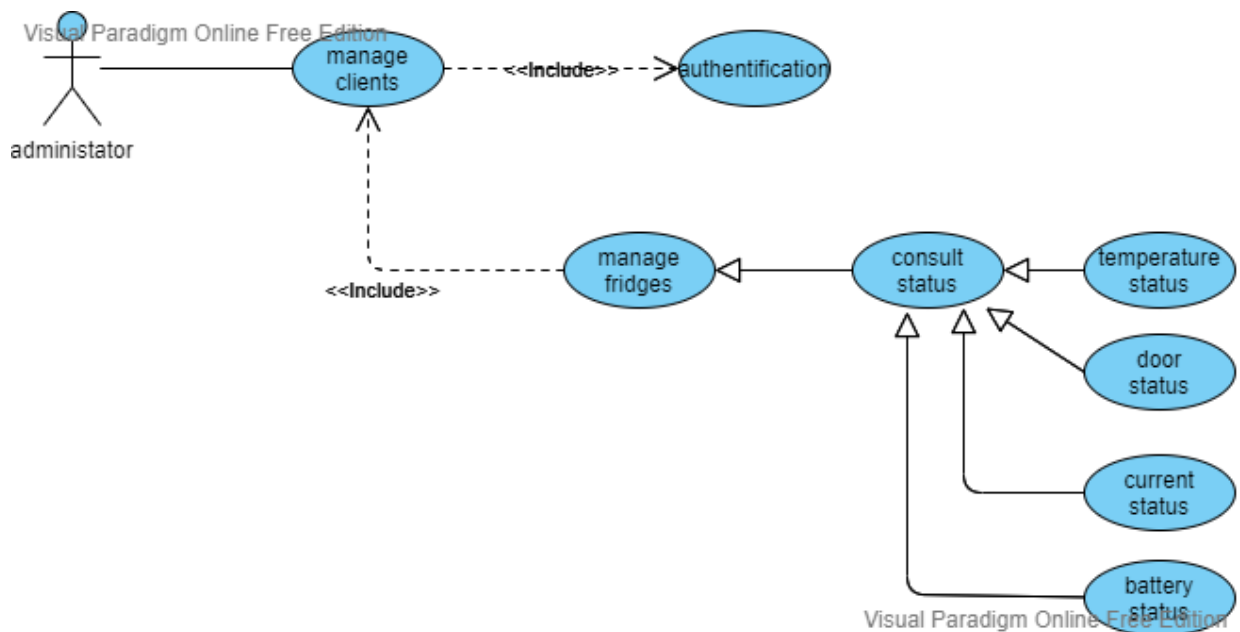 Visual Paradigm Online Free Edition
manage
clients
<<Include>>
authentification
administator
manage
fridges
consult
status
temperature
status
<<Include>>
door
status
current
status
battery
status
Visual Paradigm Online Free Edition